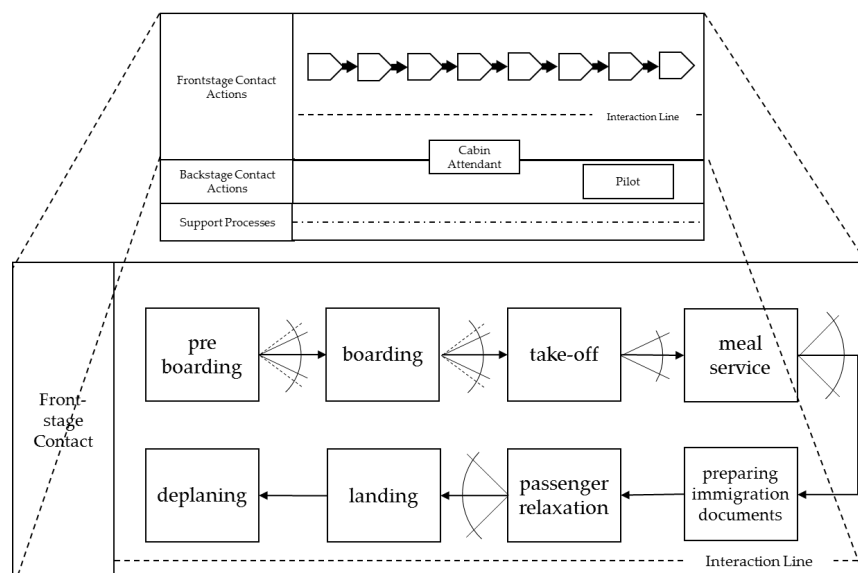 Frontstage Contact
Actions
Interaction Line
Cabin
Attendant
Backstage Contact
Actions
Pilot
Support Processes
Front-
stage
Contact
pre
boarding
boarding
take-off
meal
service
deplaning
landing
passenger
relaxation
preparing
immigration
documents
Interaction Line